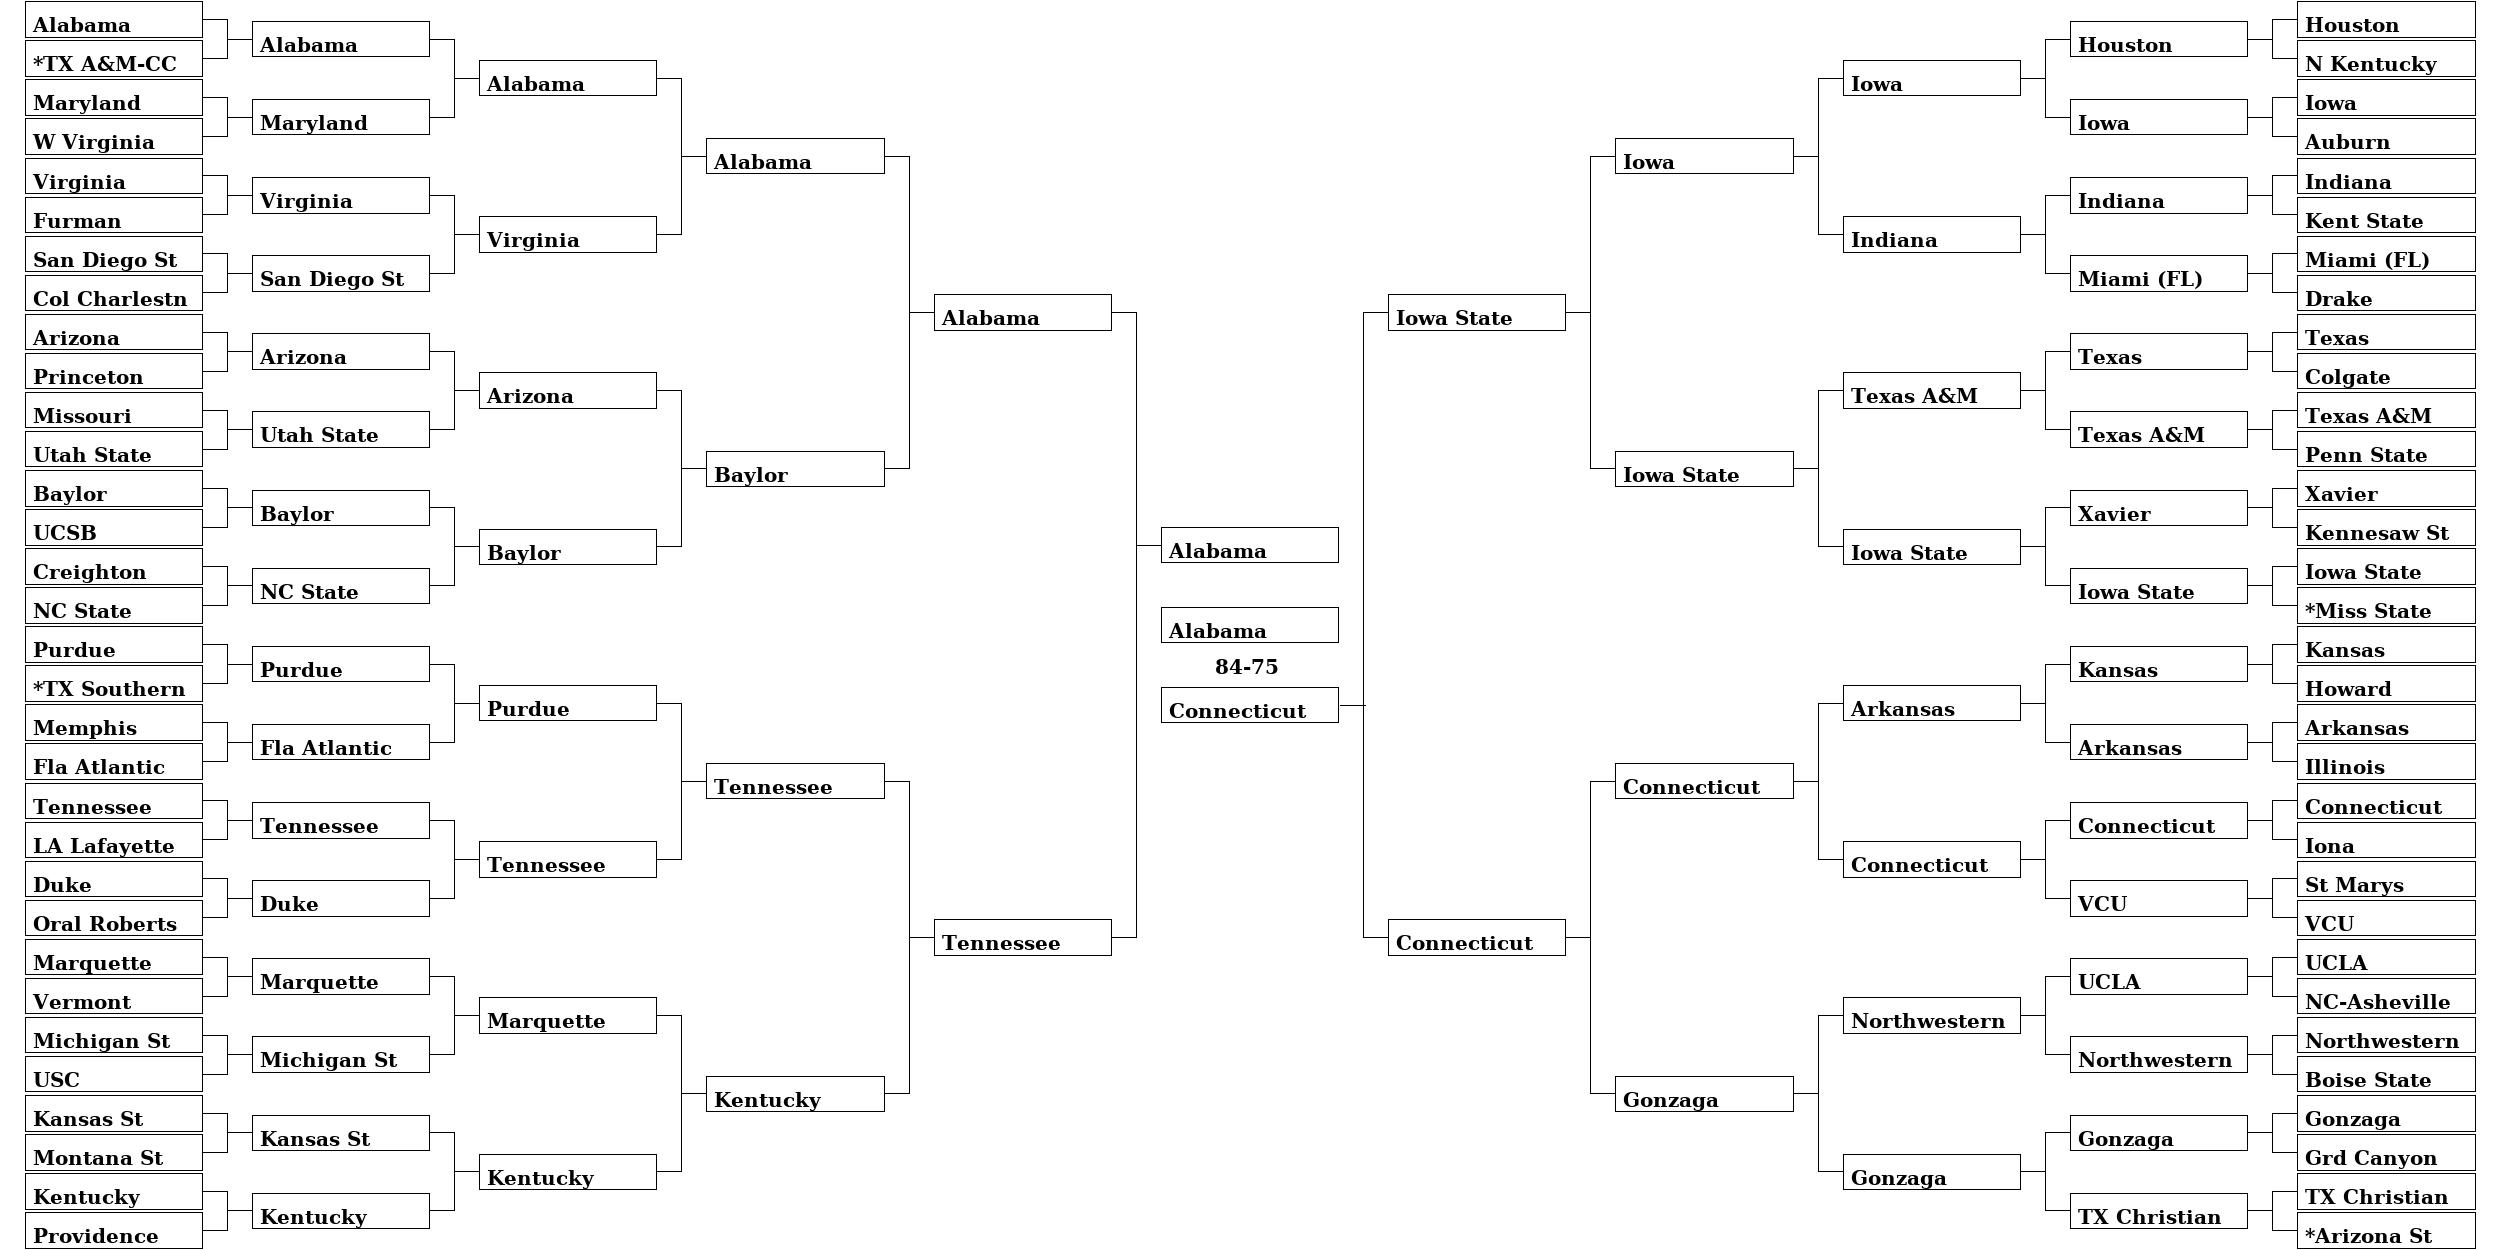 Alabama
*TX A&M-CC
Maryland
W Virginia
Virginia
Furman
San Diego St
Col Charlestn
Arizona
Princeton
Missouri
Utah State
Baylor
UCSB
Creighton
NC State
Purdue
*TX Southern
Memphis
Fla Atlantic
Tennessee
LA Lafayette
Duke
Oral Roberts
Marquette
Vermont
Michigan St
USC
Kansas St
Montana St
Kentucky
Providence
Alabama
Maryland
Virginia
San Diego St
Arizona
Utah State
Baylor
NC State
Purdue
Fla Atlantic
Tennessee
Duke
Marquette
Michigan St
Kansas St
Kentucky
Alabama
Virginia
Arizona
Baylor
Purdue
Tennessee
Marquette
Kentucky
Alabama
Baylor
Tennessee
Kentucky
Alabama
Tennessee
Alabama
Alabama
84-75
Connecticut
Iowa State
Connecticut
Iowa
Iowa State
Connecticut
Gonzaga
Iowa
Indiana
Texas A&M
Iowa State
Arkansas
Connecticut
Northwestern
Gonzaga
Houston
Iowa
Indiana
Miami (FL)
Texas
Texas A&M
Xavier
Iowa State
Kansas
Arkansas
Connecticut
VCU
UCLA
Northwestern
Gonzaga
TX Christian
Houston
N Kentucky
Iowa
Auburn
Indiana
Kent State
Miami (FL)
Drake
Texas
Colgate
Texas A&M
Penn State
Xavier
Kennesaw St
Iowa State
*Miss State
Kansas
Howard
Arkansas
Illinois
Connecticut
Iona
St Marys
VCU
UCLA
NC-Asheville
Northwestern
Boise State
Gonzaga
Grd Canyon
TX Christian
*Arizona St